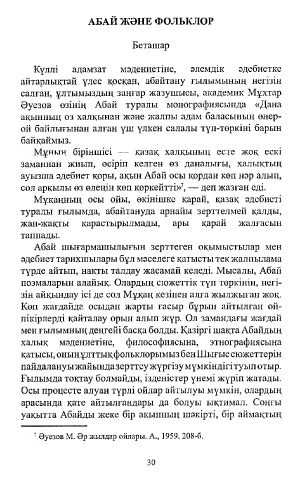 АБАЙ ЖӘНЕ ФОЛЬКЛОР
Беташар
Күллі адамзат мәдениетіне, әлемдік әдебиетке
айтарлықтай үлес қосқан, абайтану ғылымының негізін
салған, ұлтымыздың заңғар жазушысы, академик Мұхтар
Әуезов өзінің Абай туралы монографиясында «Дана
ақынның өз халқынан және жалпы адам баласының өнер-
ой байлығынан алған үш үлкен салалы түп-төркіні барын
байқаймыз.
Мұның біріншісі — қазақ халқының есте жоқ ескі
заманнан жиып, өсіріп келген өз даналығы, халықтың
ауызша әдебиет қоры, ақын Абай осы қордан көп нәр алып,
сол арқылы өз өлеңін көп көркейтті»*, — деп жазған еді.
Мұқаңның осы ойы, өкінішке қарай, қазақ әдебиеті
туралы ғылымда, абайтануда арнайы зерттелмей қалды,
жан-жақты қарастырылмады, ары қарай жалғасын
таппады.
Абай шығармашылығын зерттеген оқымыстылар мен
әдебиет тарихшылары бұл мәселеге қатысты тек жалпылама
түрде айтып, нақты талдау жасамай келеді. Мысалы, Абай
поэмаларын алайық. Олардың сюжеттік түп төркінін, негі-
зін айқындау ісі де сол Мұқаң кезінен алға жылжыған жоқ.
Көп жағдайде осыдан жарты ғасыр бұрын айтылған ой-
пікірлерді қайталау орын алып жүр. Ол замандағы жағдай
мен ғылымның деңгейі басқа болды. Қазіргі шақта Абайдың
халық мәдениетіне, философиясына, этнографиясына
қатысы, оның ұлттық фольклорымыз бен Шығыс сюжеттерін
пайдалануы жайында зерттеу жүргізу мүмкіндігі туып отыр.
Ғылымда тоқтау болмайды, ізденістер үнемі жүріп жатады.
Осы процесте алуан түрлі ойлар айтылуы мүмкін, олардың
арасында қате айтылғандары да болуы ықтимал. Соңғы
уақытта Абайды жеке бір ақынның шәкірті, бір аймақтың
* Әуезов М. Әр жылдар ойлары. А., 1959. 208-б.
30